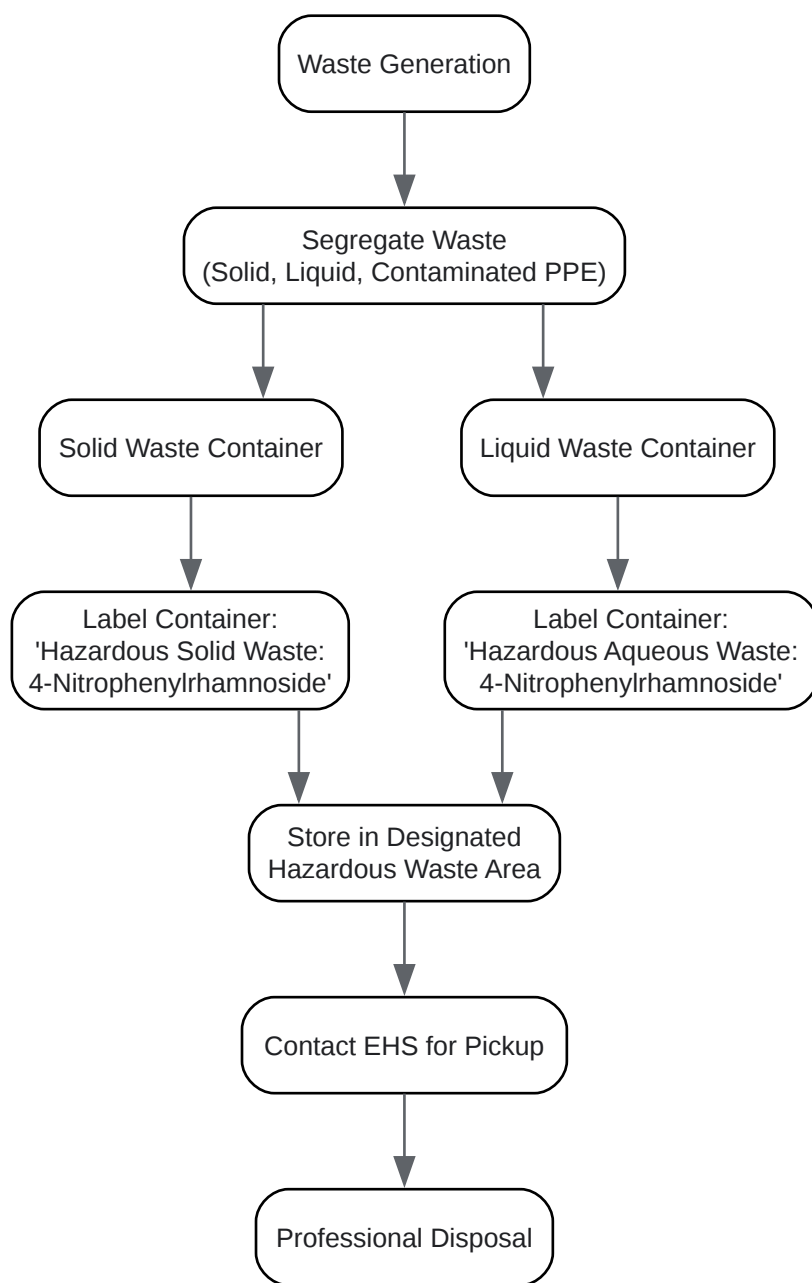 Waste Generation
Segregate Waste
(Solid, Liquid, Contaminated PPE)
Solid Waste Container
Liquid Waste Container
Label Container:
'Hazardous Solid Waste:
4-Nitrophenylrhamnoside'
Label Container:
'Hazardous Aqueous Waste:
4-Nitrophenylrhamnoside'
Store in Designated
Hazardous Waste Area
Contact EHS for Pickup
Professional Disposal